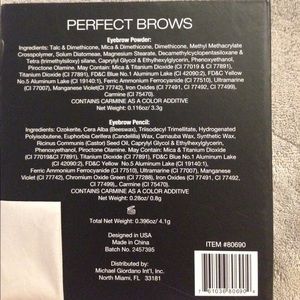 PERFECT BROWS
Eyebrow Powder:
Ingredients: Talc & Dimethicone, Mica & Dimethicone, Dimethicone, Methyl Methacrylate
Crosspolymer, Solum Diatomeae, Magnesium Stearate, Decamethylcyclopentasiloxane &
Tetra (trimethylsiloxy) silane, Caprylyl Glycol & Ethylhexylglycerin, Phenoxyethanol,
Piroctone Olamine. May Contain: Mica & Titanium Dioxide (CI 77019 & CI 77891),
Titanium Dioxide (CI 77891), FD&C Blue No.1 Aluminum Lake (CI 42090:2), FD&C Yellow
No.5 Aluminum Lake (CI 19140:1), Ferric Ammonium Ferrocyanide (CI 77510), Ultramarines
(CI 77007), Manganese Violet (CI 77742), Iron Oxides (CI 77491, CI 77492, CI 77499),
Carmine (CI 75470).
CONTAINS CARMINE AS A COLOR ADDITIVE
Net Weight: 0.116oz/ 3.3g
Eyebrow Pencil:
Ingredients: Ozokerite, Cera Alba (Beeswax), Triisodecyl Trimellitate, Hydrogenated
Polyisobutene, Euphorbia Cerifera (Candelilla) Wax, Carnauba Wax, Synthetic Wax,
Ricinus Communis (Castor) Seed Oil, Caprylyl Glycol & Ethylhexylglycerin,
Phenoxyethanol, Piroctone Olamine. May Contain: Mica & Titanium Dioxide
(CI 77019& CI 77891), Titanium Dioxide (CI 77891), FD&C Blue No.1 Aluminum Lake
(CI 42090:2), FD&C Yellow No.5 Aluminum Lake (CI 19140:1),
Ferric Ammonium Ferrocyanide (CI 77510), Ultramarines (CI 77007), Manganese
Violet (CI 77742), Chromium Oxide Green (CI 77288), Iron Oxides (CI 77491, CI 77492,
CI 77499), Carmine (CI 75470).
CONTAINS CARMINE AS A COLOR ADDITIVE
Net Weight: 0.28oz/ 0.8g
Total Net Weight: 0.396oz/ 4.1g
Designed in USA
Made in China
Batch: 2457395
Distributed by:
Michael Giordano Int'l, Inc.
North Miami, FL 33181
ITEM #80690